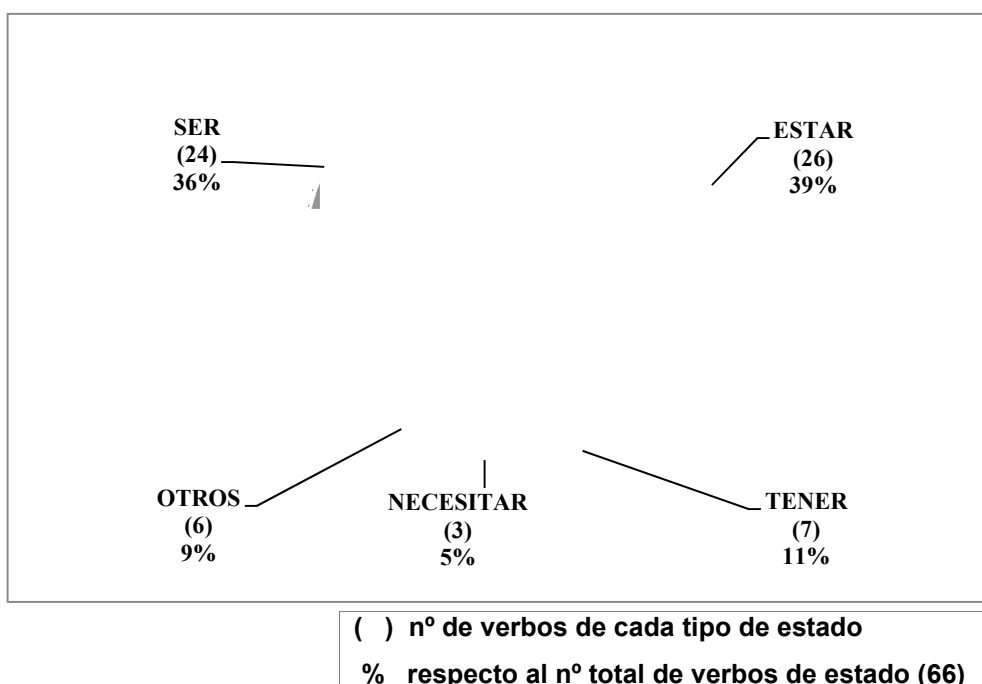 SER
(24)
36%
ESTAR
(26)
39%
OTROS
(6)
9%
NECESITAR
(3)
5%
TENER
(7)
11%
( ) nº de verbos de cada tipo de estado
% respecto al nº total de verbos de estado (66)